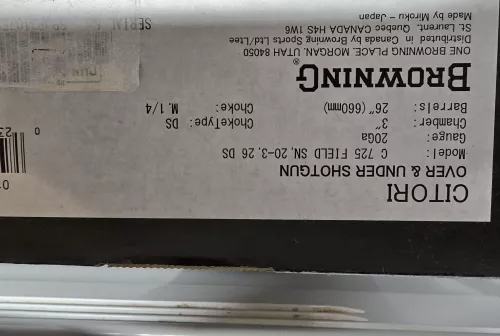 CITORI
OVER & UNDER SHOTGUN
Model: C 725 FIELD SN, 20-3, 26 DS
Gauge: 20Ga
Chamber: 3" ChokeType: DS
Barrels: 26" (660mm) Choke: M, 1/4
BROWNING®
ONE BROWNING PLACE, MORGAN, UTAH 84050
Distributed in Canada by Browning Sports Ltd/Ltee
St. Laurent, Quebec CANADA H4S 1W6
Made by Miroku - Japan
SERIAL
0